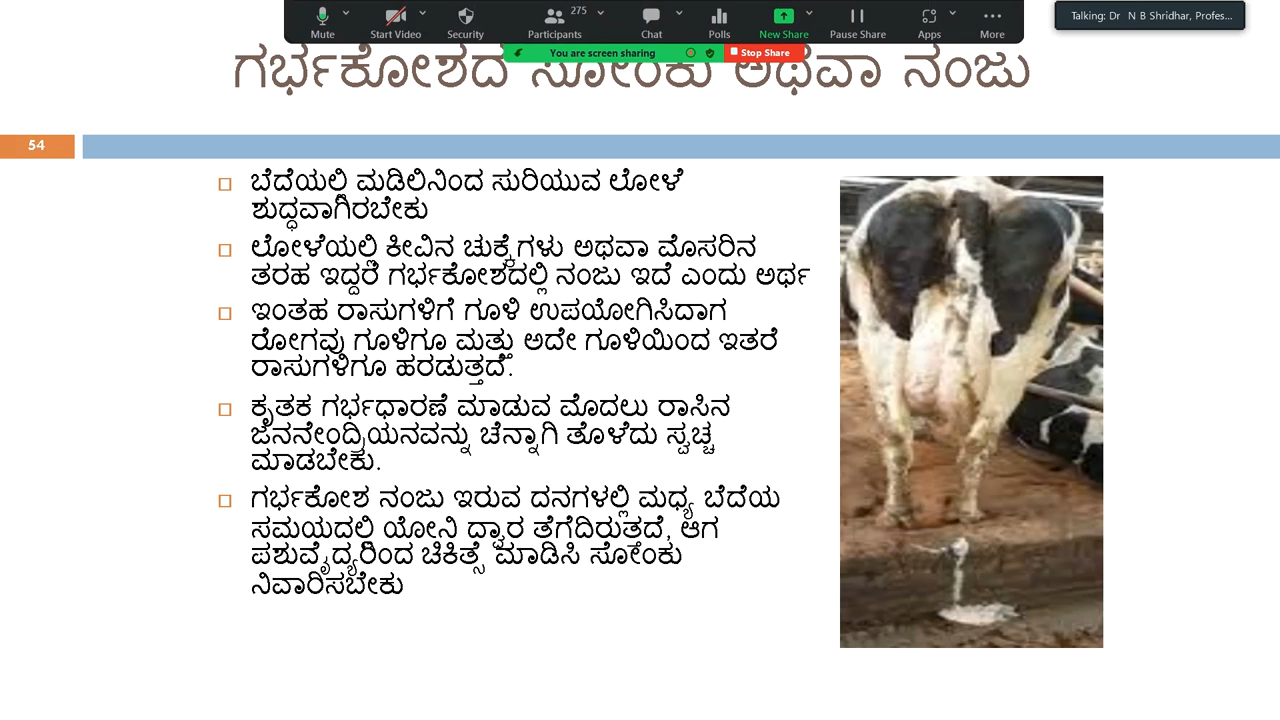 275
Talking: Dr N B Shridhar, Profes...
Mute
Start Video
Security
Participants
Chat
Polls
New Share
Pause Share
Apps
More
You are screen sharing
Stop Share
ಗರ್ಭಕೋಶದ ಸೋಂಕು ಅಥವಾ ನಂಜು
54
ಬೆದೆಯಲ್ಲಿ ಮಡಿಲಿನಿಂದ ಸುರಿಯುವ ಲೋಳೆ
ಶುದ್ಧವಾಗಿರಬೇಕು
ಲೋಳೆಯಲ್ಲಿ ಕೀವಿನ ಚುಕ್ಕೆಗಳು ಅಥವಾ ಮೊಸರಿನ
ತರಹ ಇದ್ದರೆ ಗರ್ಭಕೋಶದಲ್ಲಿ ನಂಜು ಇದೆ ಎಂದು ಅರ್ಥ
ಇಂತಹ ರಾಸುಗಳಿಗೆ ಗೂಳಿ ಉಪಯೋಗಿಸಿದಾಗ
ರೋಗವು ಗೂಳಿಗೂ ಮತ್ತು ಅದೇ ಗೂಳಿಯಿಂದ ಇತರೆ
ರಾಸುಗಳಿಗೂ ಹರಡುತ್ತದೆ.
ಕೃತಕ ಗರ್ಭಧಾರಣೆ ಮಾಡುವ ಮೊದಲು ರಾಸಿನ
ಜನನೇಂದ್ರಿಯನವನ್ನು ಚೆನ್ನಾಗಿ ತೊಳೆದು ಸ್ವಚ್ಚ
ಮಾಡಬೇಕು.
ಗರ್ಭಕೋಶ ನಂಜು ಇರುವ ದನಗಳಲ್ಲಿ ಮಧ್ಯ ಬೆದೆಯ
ಸಮಯದಲ್ಲಿ ಯೋನಿ ದ್ವಾರ ತೆಗೆದಿರುತ್ತದೆ, ಆಗ
ಪಶುವೈದ್ಯರಿಂದ ಚಿಕಿತ್ಸೆ ಮಾಡಿಸಿ ಸೋಂಕು
ನಿವಾರಿಸಬೇಕು